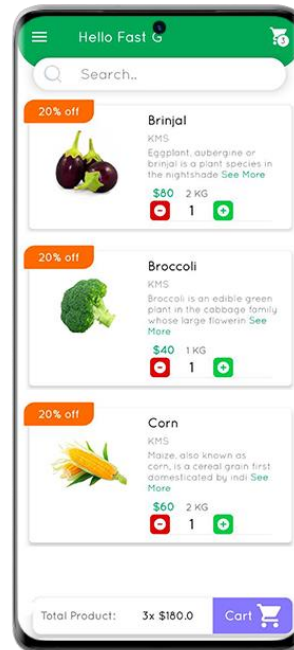 Hello Fast G
3
Search..
20% off
Brinjal
KMS
Eggplant, aubergine or
brinjal is a plant species in
the nightshade See More
$80 2 KG
1
20% off
Broccoli
KMS
Broccoli is an edible green
plant in the cabbage family
whose large flowerin See
More
$40 1 KG
1
20% off
Corn
KMS
Maize, also known as
corn, is a cereal grain first
domesticated by indi See
More
$60 2 KG
1
Total Product: 3x $180.0 Cart